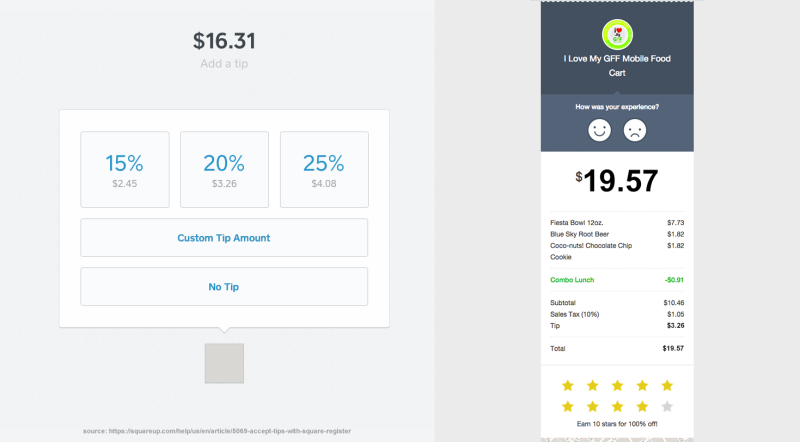 $16.31
Add a tip
15%
$2.45
20%
$3.26
25%
$4.08
Custom Tip Amount
No Tip
source: https://squareup.com/help/us/en/article/5069-accept-tips-with-square-register
I Love My GFF Mobile Food
Cart
How was your experience?
$19.57
Fiesta Bowl 12oz. $7.73
Blue Sky Root Beer $1.82
Coco-nuts! Chocolate Chip $1.82
Cookie
Combo Lunch -$0.91
Subtotal $10.46
Sales Tax (10%) $1.05
Tip $3.26
Total $19.57
Earn 10 stars for 100% off!